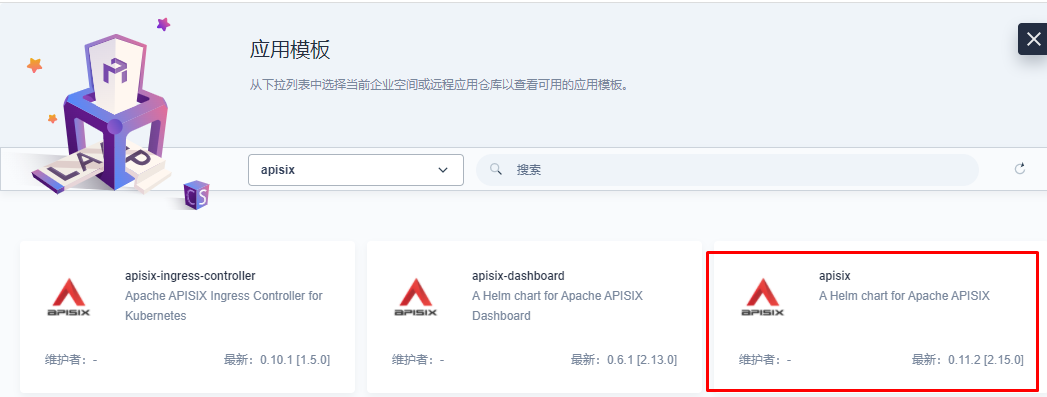 应用模板
从下拉列表中选择当前企业空间或远程应用仓库以查看可用的应用模板。
apisix
搜索
apisix-ingress-controller
Apache APISIX Ingress Controller for
Kubernetes
APISIX
维护者：-
最新：0.10.1 [1.5.0]
apisix-dashboard
A Helm chart for Apache APISIX
Dashboard
APISIX
维护者：-
最新：0.6.1 [2.13.0]
apisix
A Helm chart for Apache APISIX
APISIX
维护者：-
最新：0.11.2 [2.15.0]